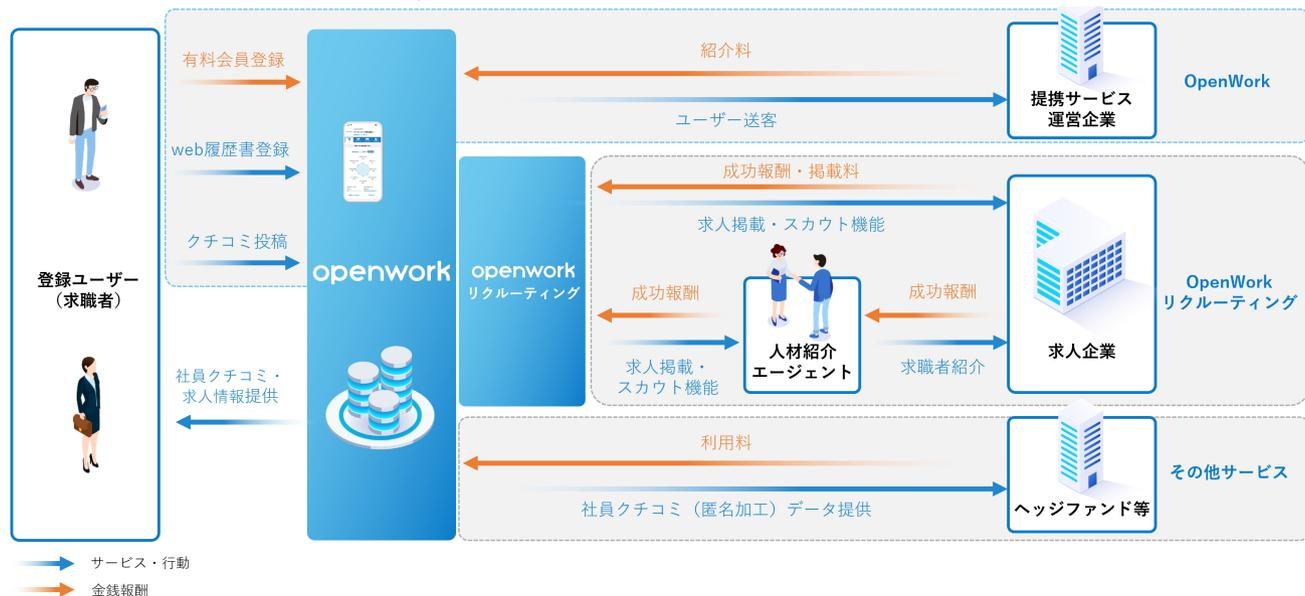 有料会員登録
web履歴書登録
クチコミ投稿
登録ユーザー
（求職者）
社員クチコミ・
求人情報提供
openwork
紹介料
ユーザー送客
提携サービス
運営企業
OpenWork
openwork
リクルーティング
成功報酬・掲載料
求人掲載・スカウト機能
成功報酬
求人掲載・
スカウト機能
人材紹介
エージェント
成功報酬
求職者紹介
求人企業
OpenWork
リクルーティング
利用料
社員クチコミ（匿名加工）データ提供
ヘッジファンド等
その他サービス
サービス・行動
金銭報酬